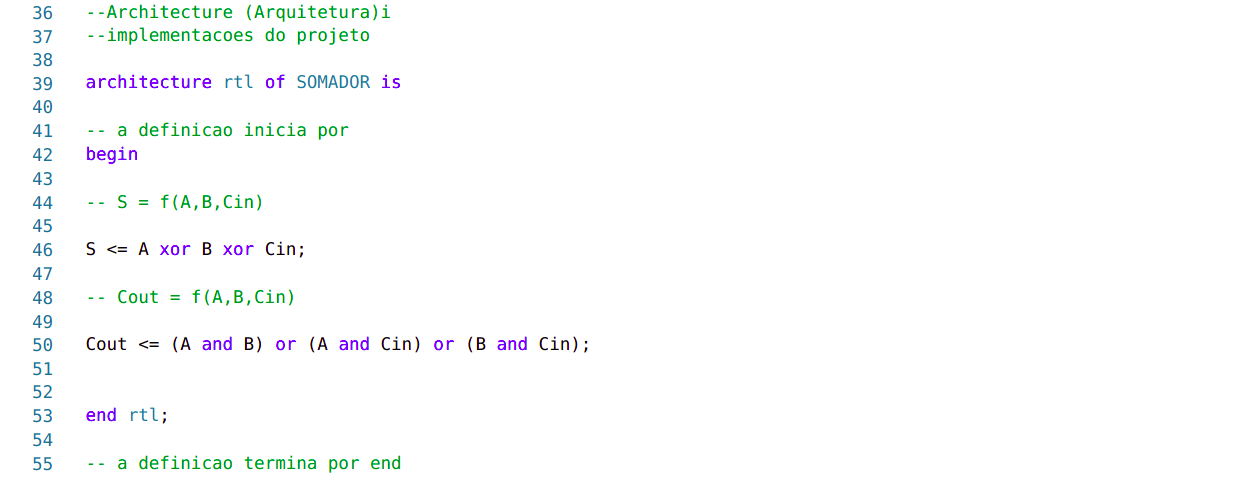 36 --Architecture (Arquitetura)i
37 --implementacoes do projeto
38
39 architecture rtl of SOMADOR is
40
41 -- a definicao inicia por
42 begin
43
44 -- S = f(A,B,Cin)
45
46 S <= A xor B xor Cin;
47
48 -- Cout = f(A,B,Cin)
49
50 Cout <= (A and B) or (A and Cin) or (B and Cin);
51
52
53 end rtl;
54
55 -- a definicao termina por end